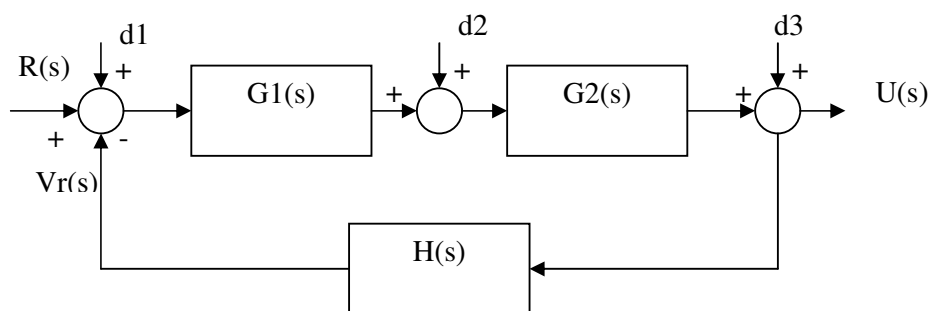 d1
d2
d3
R(s)
+
G1(s)
+
+
G2(s)
+
+
U(s)
+
-
Vr(s)
H(s)